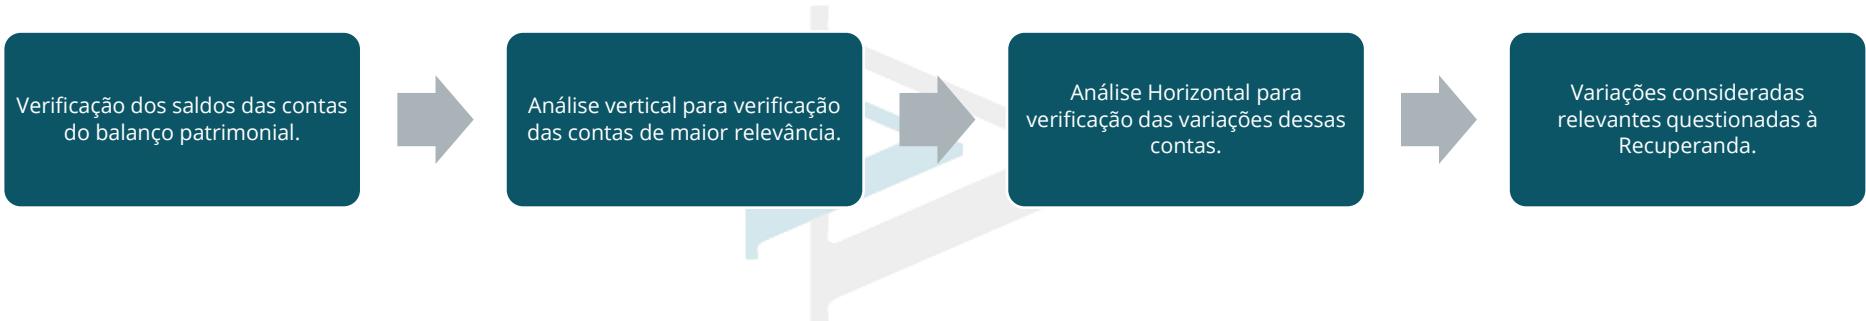 Verificação dos saldos das contas
do balanço patrimonial.
Análise vertical para verificação
das contas de maior relevância.
Análise Horizontal para
verificação das variações dessas
contas.
Variações consideradas
relevantes questionadas à
Recuperanda.